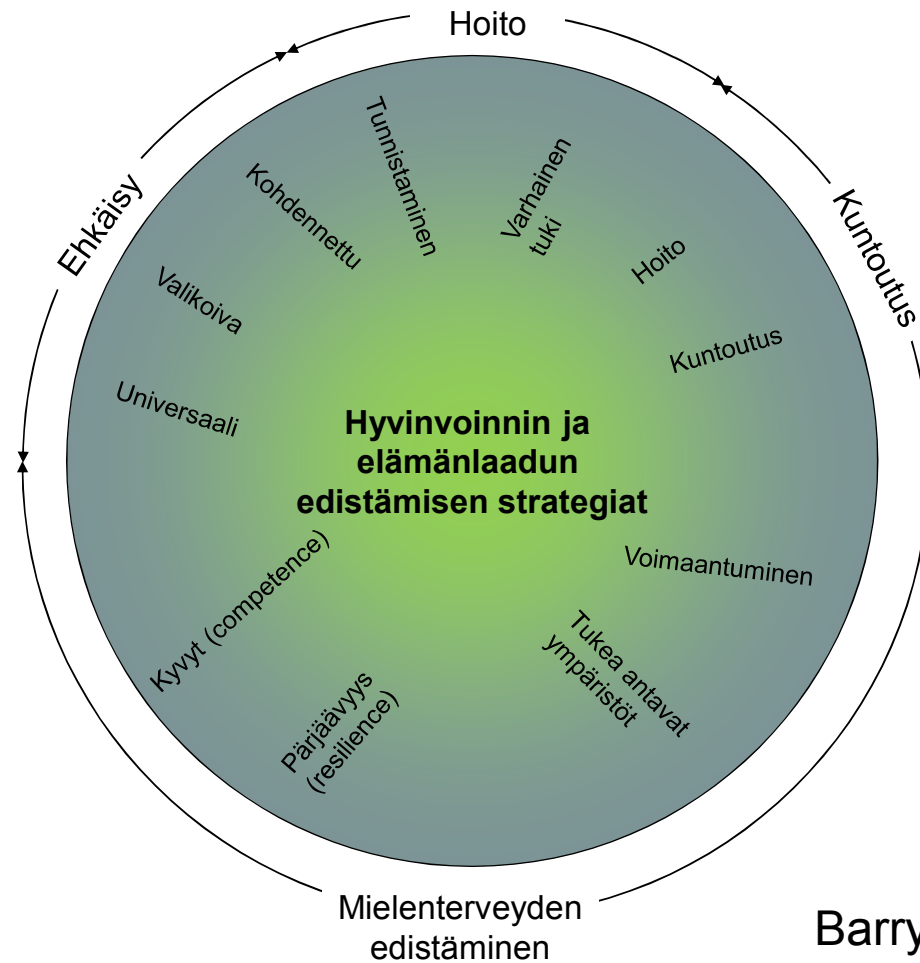 Hoito
Ehkäisy
Kuntoutus
Tunnistaminen
Kohdennettu
Varhainen
tuki
Hoito
Valikoiva
Kuntoutus
Universaali
Hyvinvoinnin ja
elämänlaadun
edistämisen strategiat
Voimaantuminen
Kyvyt (competence)
Tukea antavat
ympäristöt
Pärjäävyys
(resilience)
Mielenterveyden
edistäminen
Barry